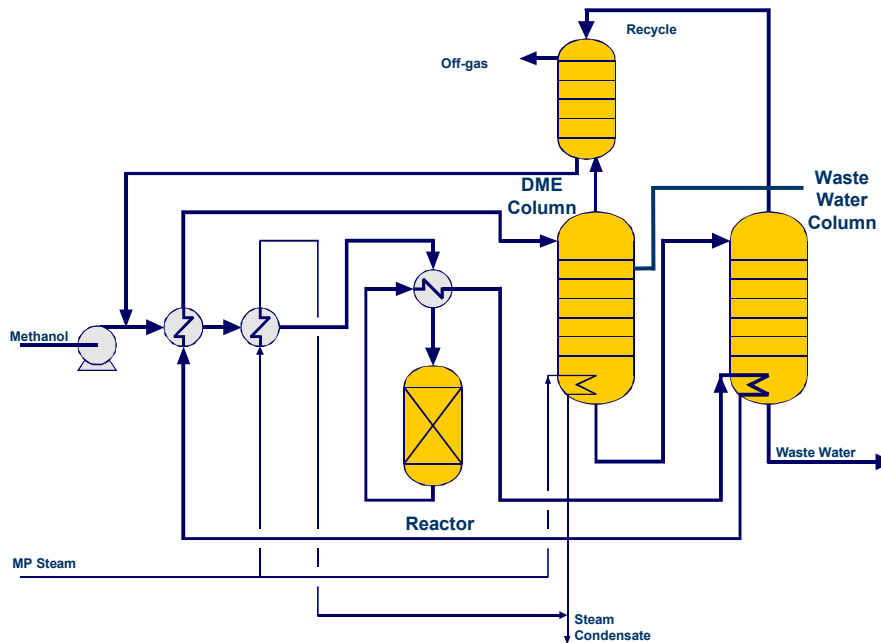 Recycle
Off-gas
DME
Column
Waste
Water
Column
Methanol
Waste Water
Reactor
MP Steam
Steam
Condensate